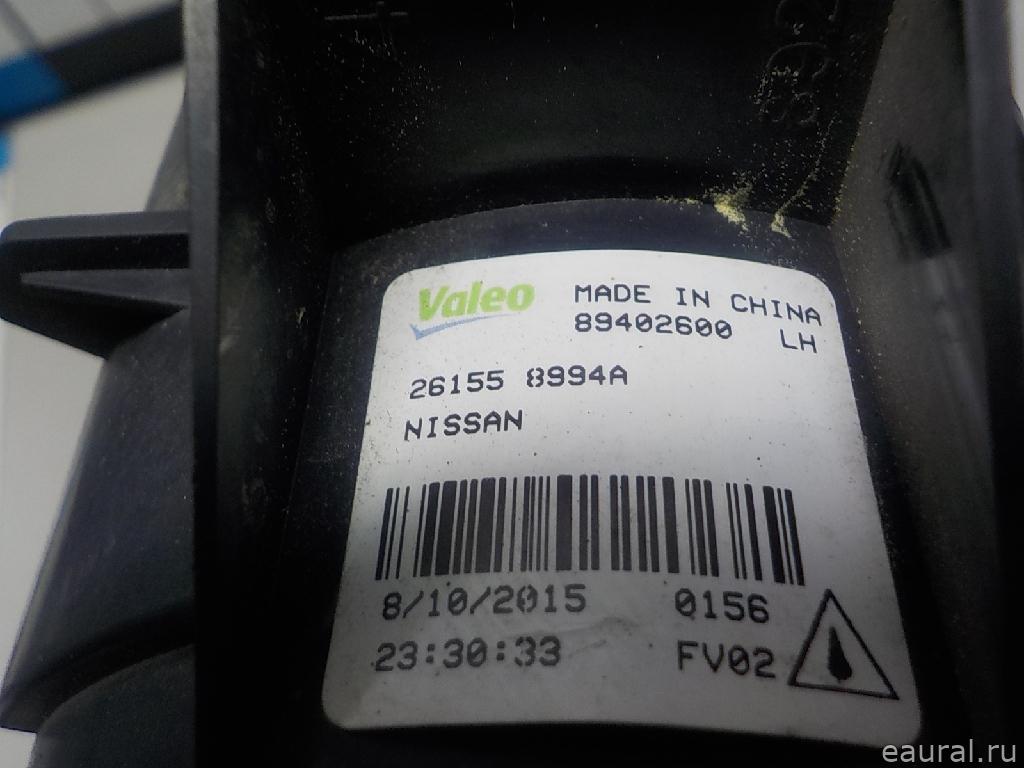 Valeo MADE IN CHINA
89402600 LH
26155 8994A
NISSAN
8/10/2015 0156
23:30:33 FV02
eaural.ru